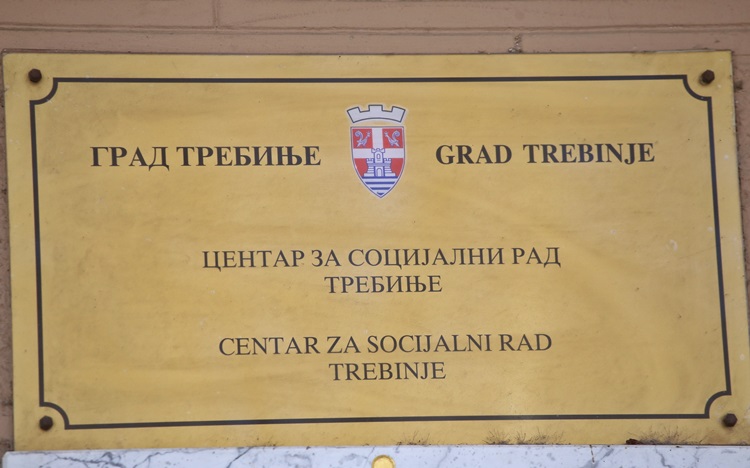 ГРАД ТРЕБИЊЕ GRAD TREBINJE
ЦЕНТАР ЗА СОЦИЈАЛНИ РАД
ТРЕБИЊЕ
CENTAR ZA SOCIJALNI RAD
TREBINJE